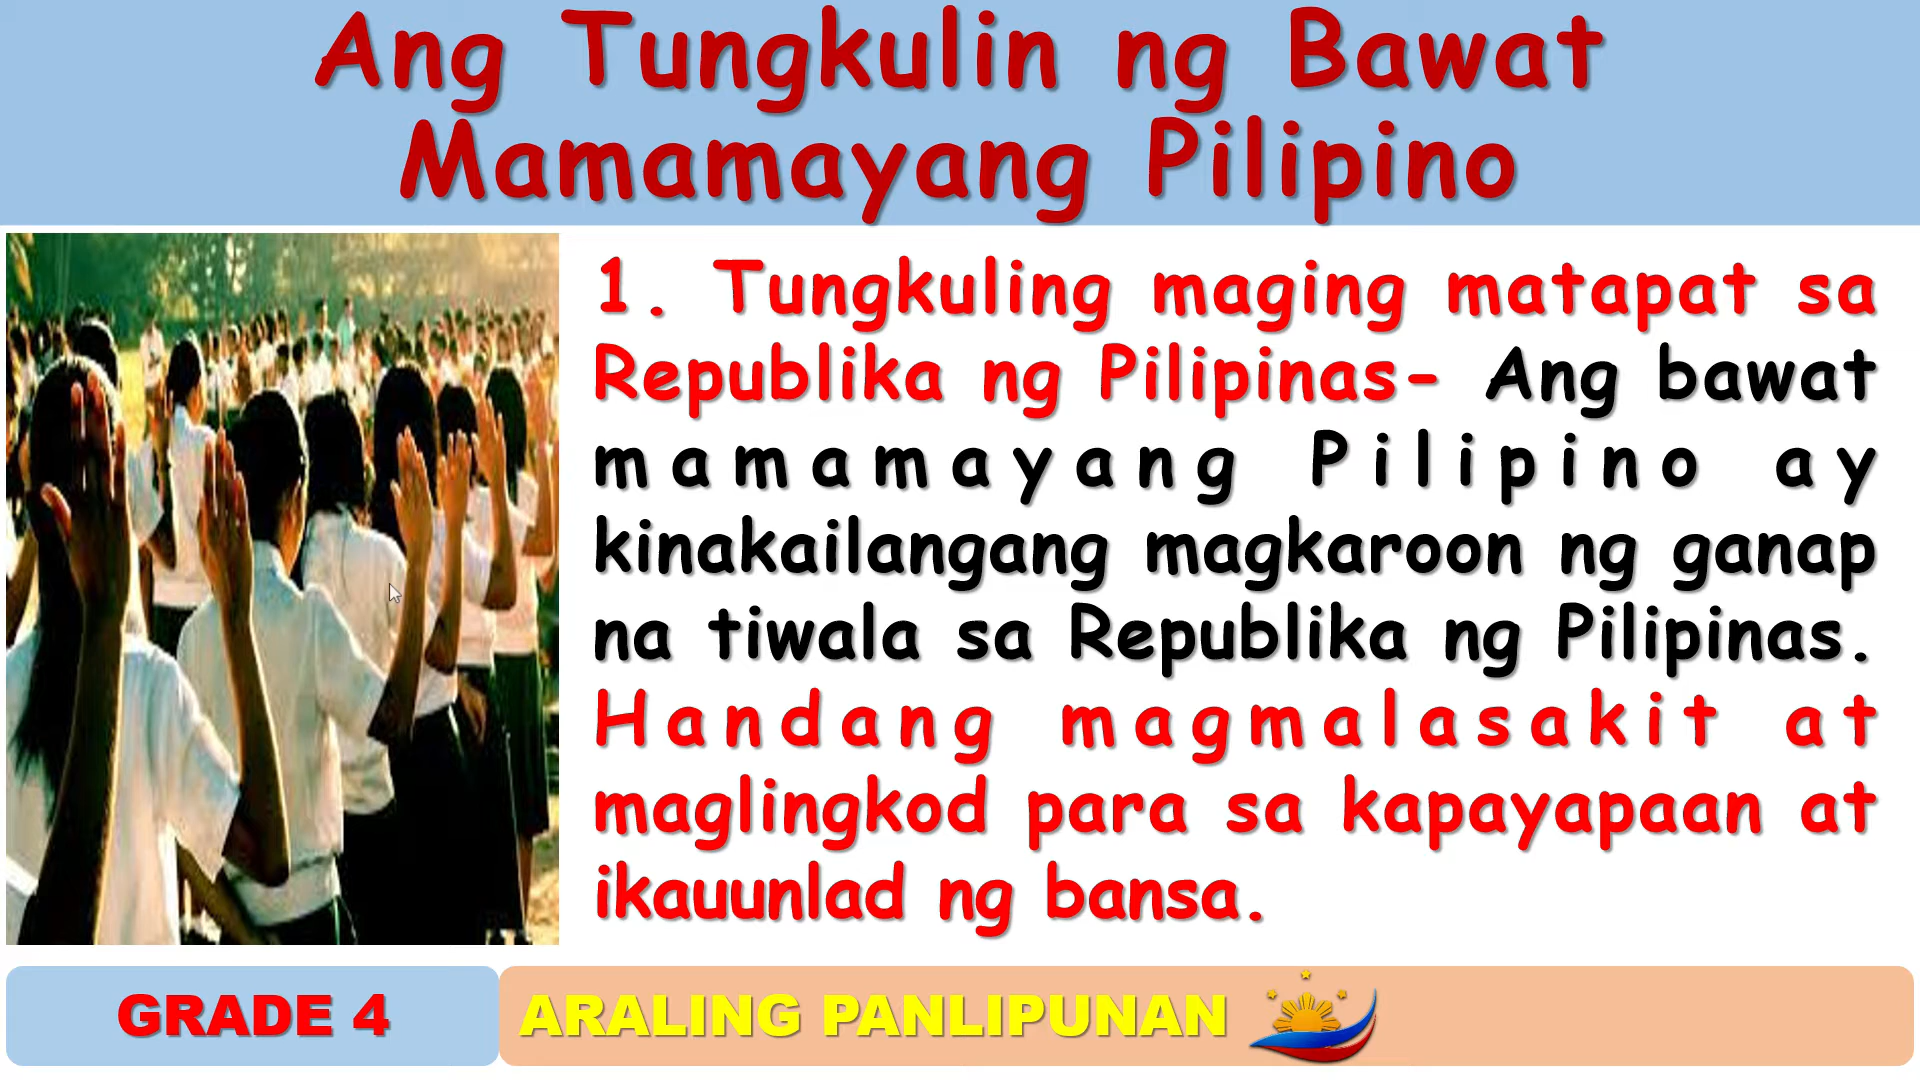 Ang Tungkulin ng Bawat
Mamamayang Pilipino
1. Tungkuling maging matapat sa
Republika ng Pilipinas- Ang bawat
mamamayang Pilipino ay
kinakailangang magkaroon ng ganap
na tiwala sa Republika ng Pilipinas.
Handang magmalasakit at
maglingkod para sa kapayapaan at
ikauunlad ng bansa.
GRADE 4
ARALING PANLIPUNAN